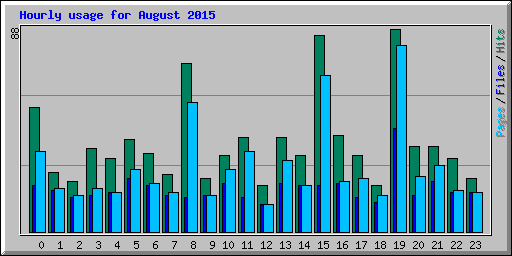 Hourly usage for August 2015
88
Pages / Files / Hits
0 1 2 3 4 5 6 7 8 9 10 11 12 13 14 15 16 17 18 19 20 21 22 23